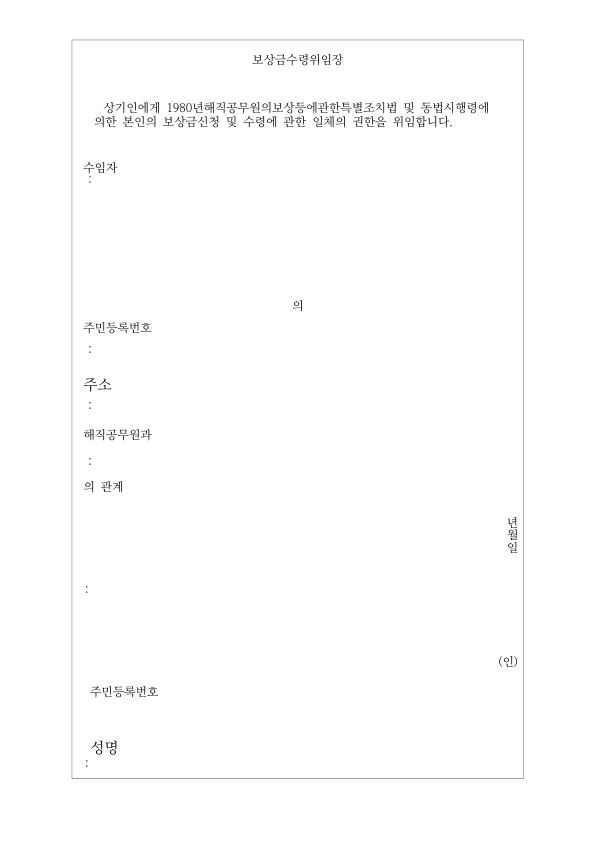 보상금수령위임장
상기인에게 1980년해직공무원의보상등에관한특별조치법 및 동법시행령에
의한 본인의 보상금신청 및 수령에 관한 일체의 권한을 위임합니다.
수임자
:
의
주민등록번호
:
주소
:
해직공무원과
:
의 관계
년
월
일
:
(인)
주민등록번호
성명
: